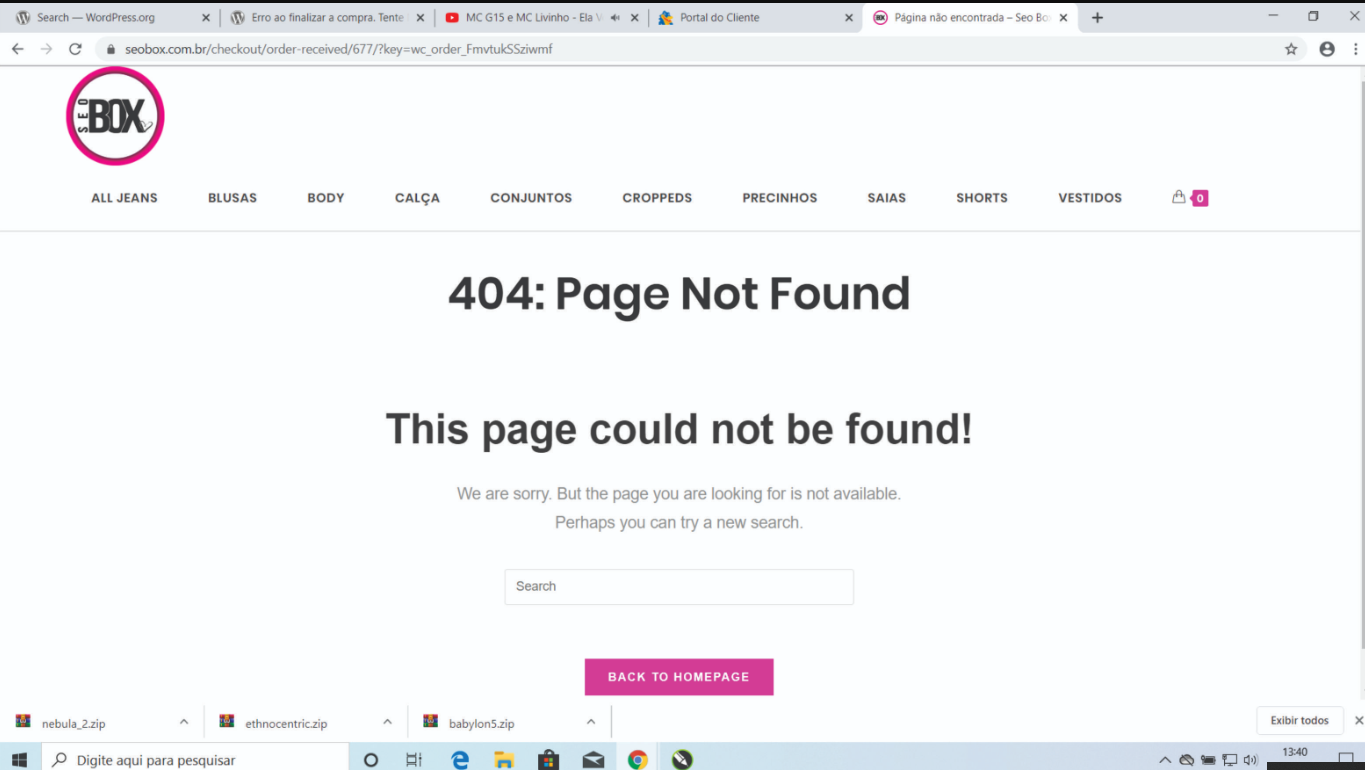 Search — WordPress.org
Erro ao finalizar a compra. Tente
MC G15 e MC Livinho - Ela V
Portal do Cliente
Página não encontrada – Seo Bo
seobox.com.br/checkout/order-received/677/?key=wc_order_FmvtukSSziwmf
SEO BOX
ALL JEANS BLUSAS BODY CALÇA CONJUNTOS CROPPEDS PRECINHOS SAIAS SHORTS VESTIDOS 0
404: Page Not Found
This page could not be found!
We are sorry. But the page you are looking for is not available.
Perhaps you can try a new search.
Search
BACK TO HOMEPAGE
nebula_2.zip ethnocentric.zip babylon5.zip Exibir todos
Digite aqui para pesquisar 13:40